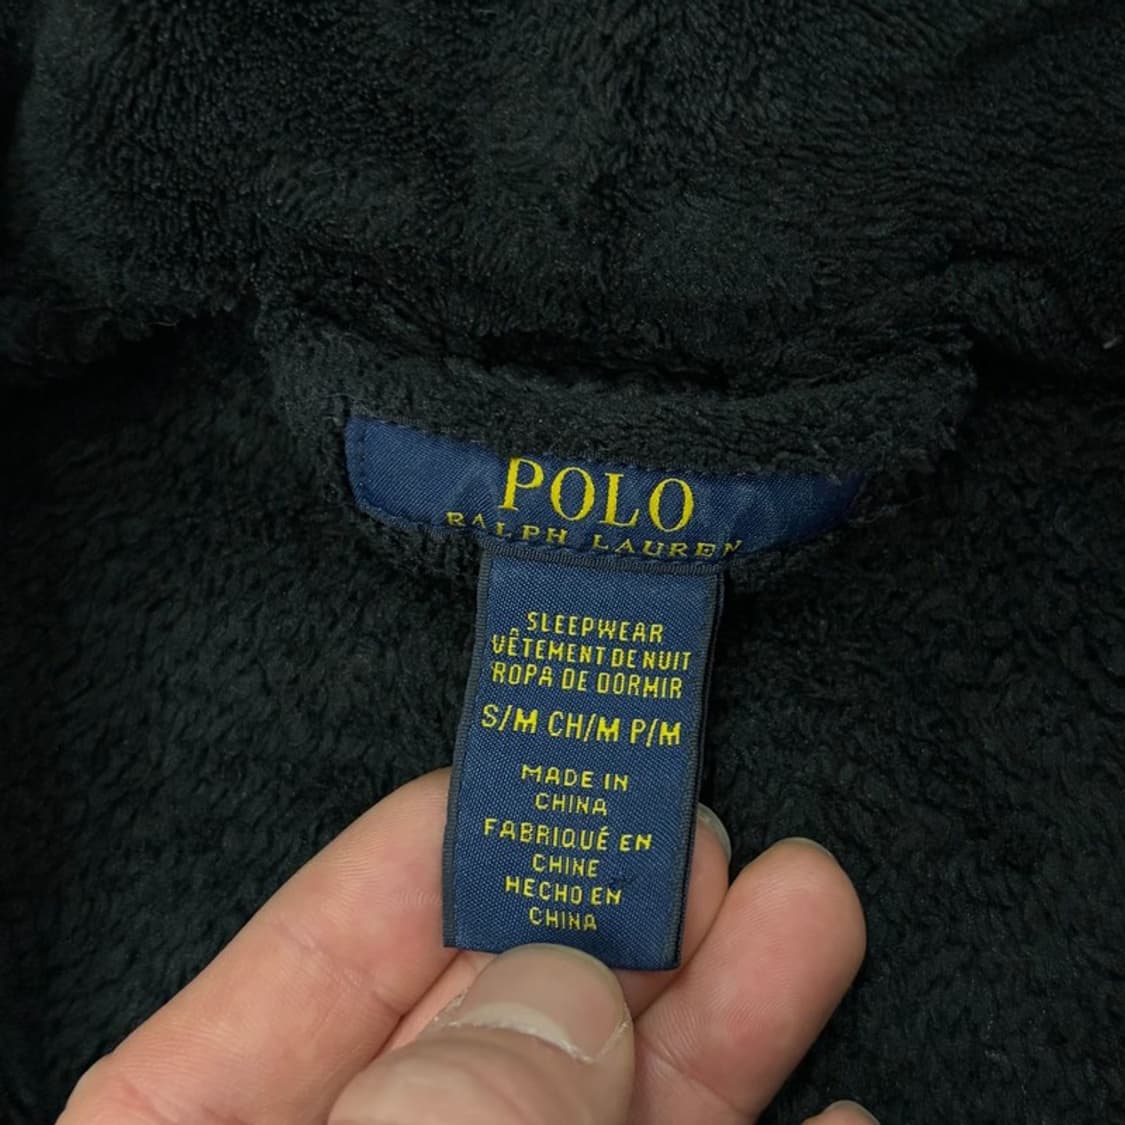 POLO
RALPH LAUREN
SLEEPWEAR
VÊTEMENT DE NUIT
ROPA DE DORMIR
S/M CH/M P/M
MADE IN
CHINA
FABRIQUÉ EN
CHINE
HECHO EN
CHINA